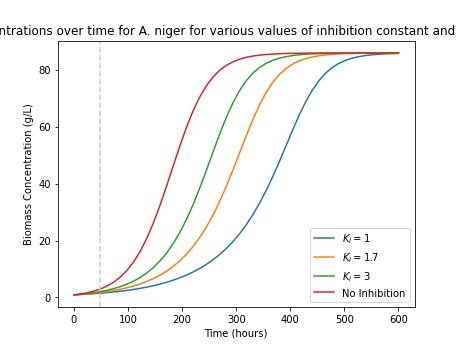 ntrations over time for A. niger for various values of inhibition constant and
Biomass Concentration (g/L)
80
60
40
20
0
0 100 200 300 400 500 600
Time (hours)
K_i = 1
K_i = 1.7
K_i = 3
No Inhibition